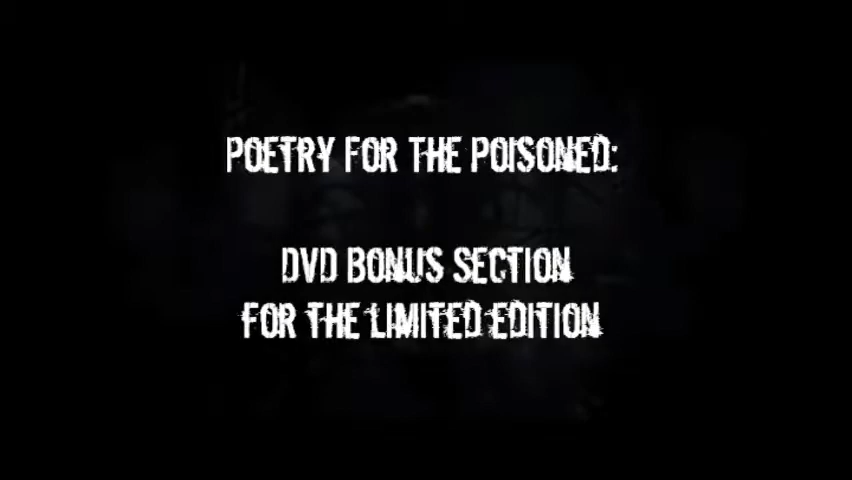 POETRY FOR THE POISONED:
DVD BONUS SECTION
FOR THE LIMITED EDITION